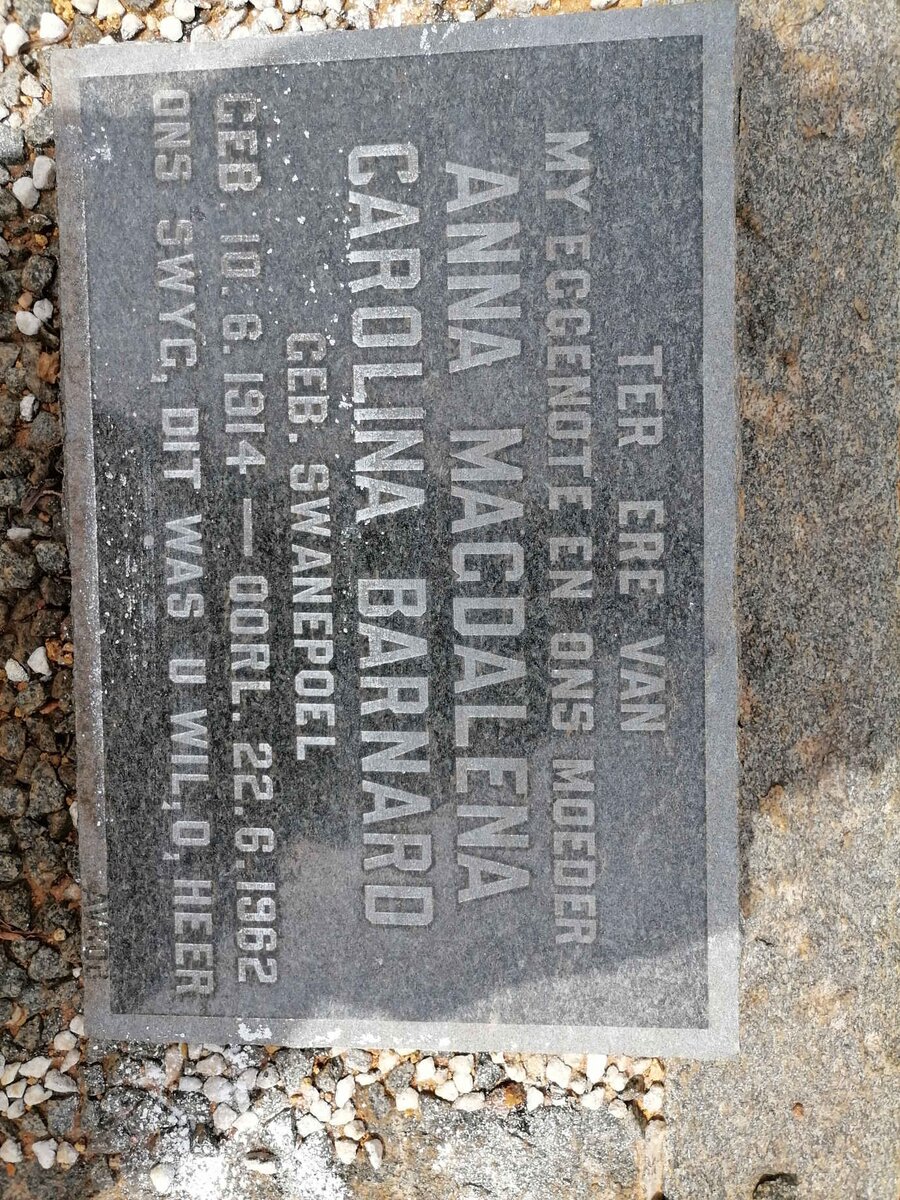 TER ERE VAN
MY EGGENOTE EN ONS MOEDER
ANNA MAGDALENA
CAROLINA BARNARD
GEB. SWANEPOEL
GEB. 10.6.1914 — OORL. 22.6.1962
ONS SWYG, DIT WAS U WIL, O, HEER